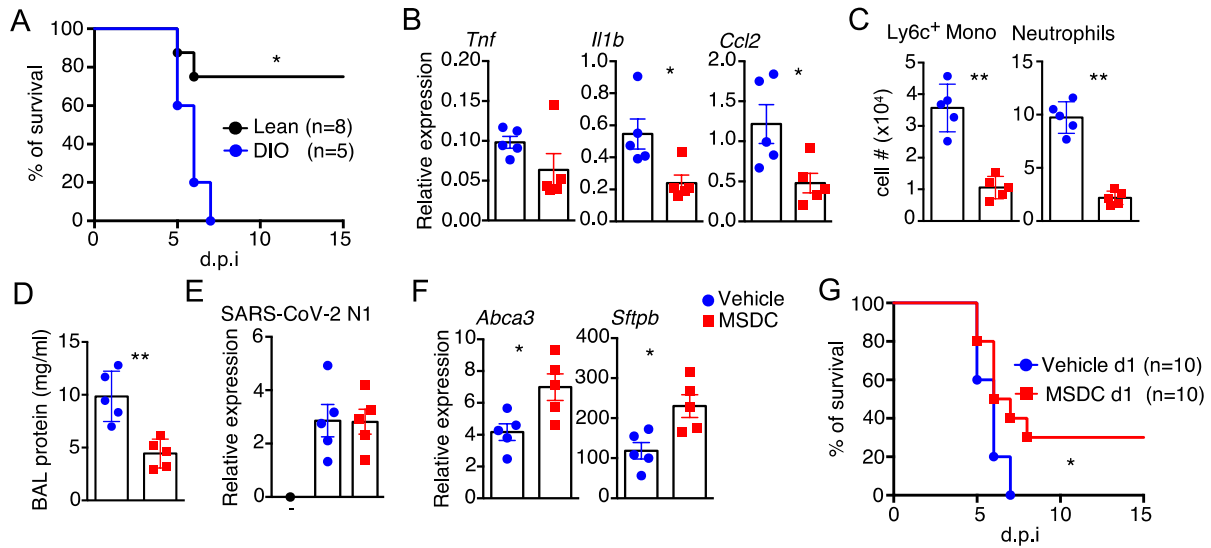 A
% of survival
100
80
60
40
20
0
*
Lean (n=8)
DIO (n=5)
0 5 10 15
d.p.i
B
Relative expression
Tnf
0.20
0.15
0.10
0.05
0.00
Il1b
1.0
0.8
0.6
0.4
0.2
0.0
*
Ccl2
2.0
1.5
1.0
0.5
0.0
*
C
cell # (x10⁴)
Ly6c⁺ Mono
5
4
3
2
1
0
**
Neutrophils
15
10
5
0
**
D
BAL protein (mg/ml)
15
10
5
0
**
E
SARS-CoV-2 N1
Relative expression
6
4
2
0
-
F
Vehicle
MSDC
Relative expression
Abca3
8
6
4
2
0
*
Sftpb
400
300
200
100
0
*
G
% of survival
100
80
60
40
20
0
Vehicle d1 (n=10)
MSDC d1 (n=10)
*
0 5 10 15
d.p.i